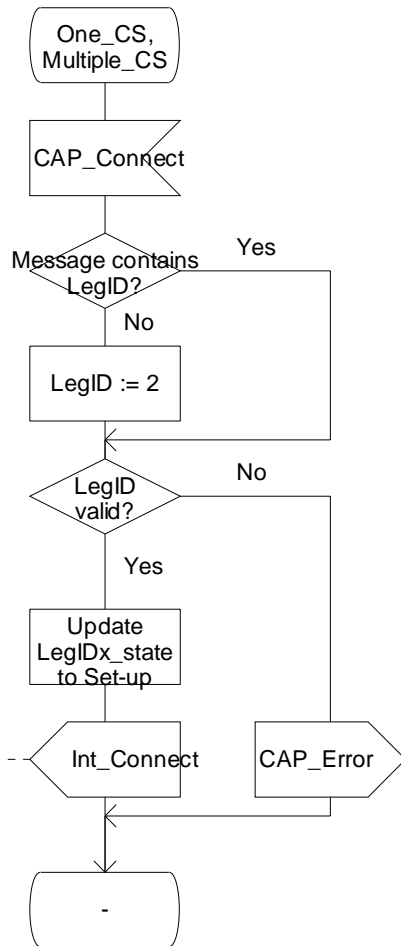 One_CS,
Multiple_CS
CAP_Connect
Message contains
LegID?
Yes
No
LegID := 2
LegID
valid?
No
Yes
Update
LegIDx_state
to Set-up
Int_Connect
CAP_Error
-